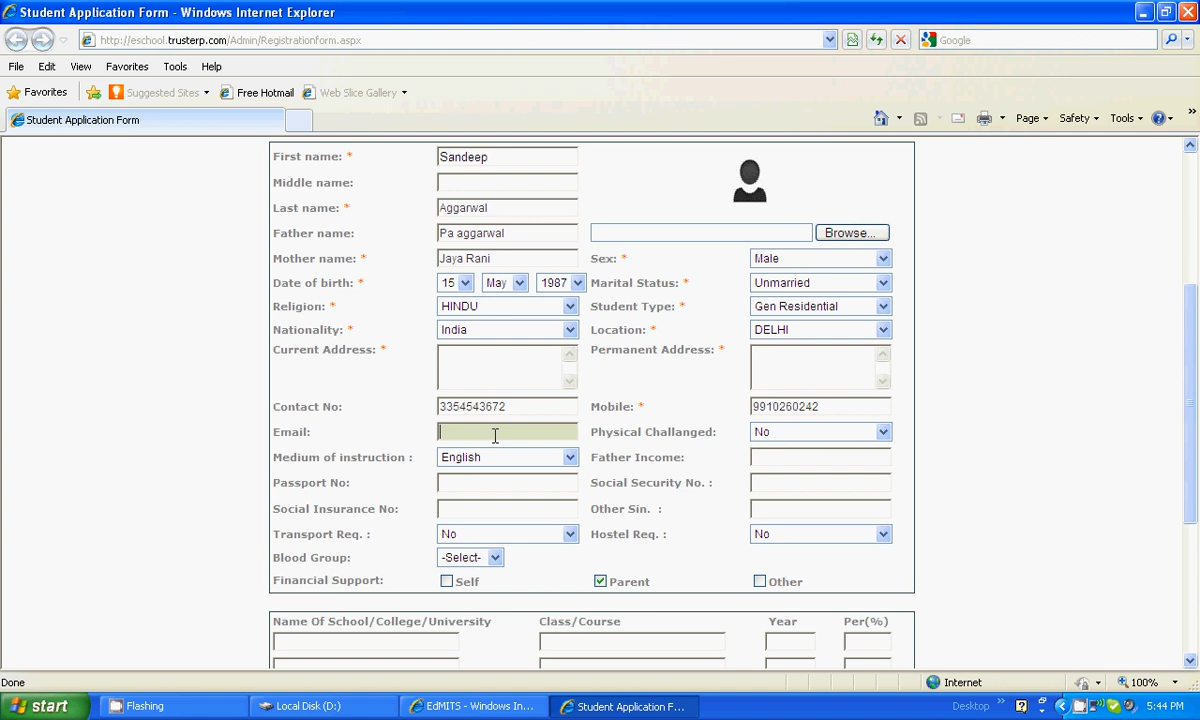 Student Application Form - Windows Internet Explorer
http://eschool.trusterp.com/Admin/Registrationform.aspx
Google
File Edit View Favorites Tools Help
Favorites Suggested Sites Free Hotmail Web Slice Gallery
Student Application Form
Page Safety Tools
First name: * Sandeep
Middle name:
Last name: * Aggarwal
Father name: Pa aggarwal Browse...
Mother name: * Jaya Rani Sex: * Male
Date of birth: * 15 May 1987 Marital Status: * Unmarried
Religion: * HINDU Student Type: * Gen Residential
Nationality: * India Location: * DELHI
Current Address: * Permanent Address: *
Contact No: 3354543672 Mobile: * 9910260242
Email: Physical Challanged: No
Medium of instruction : English Father Income:
Passport No: Social Security No. :
Social Insurance No: Other Sin. :
Transport Req. : No Hostel Req. : No
Blood Group: -Select-
Financial Support: Self Parent Other
Name Of School/College/University Class/Course Year Per(%)
Done Internet 100%
start Flashing Local Disk (D:) EdMITS - Windows In... Student Application F... Desktop 5:44 PM